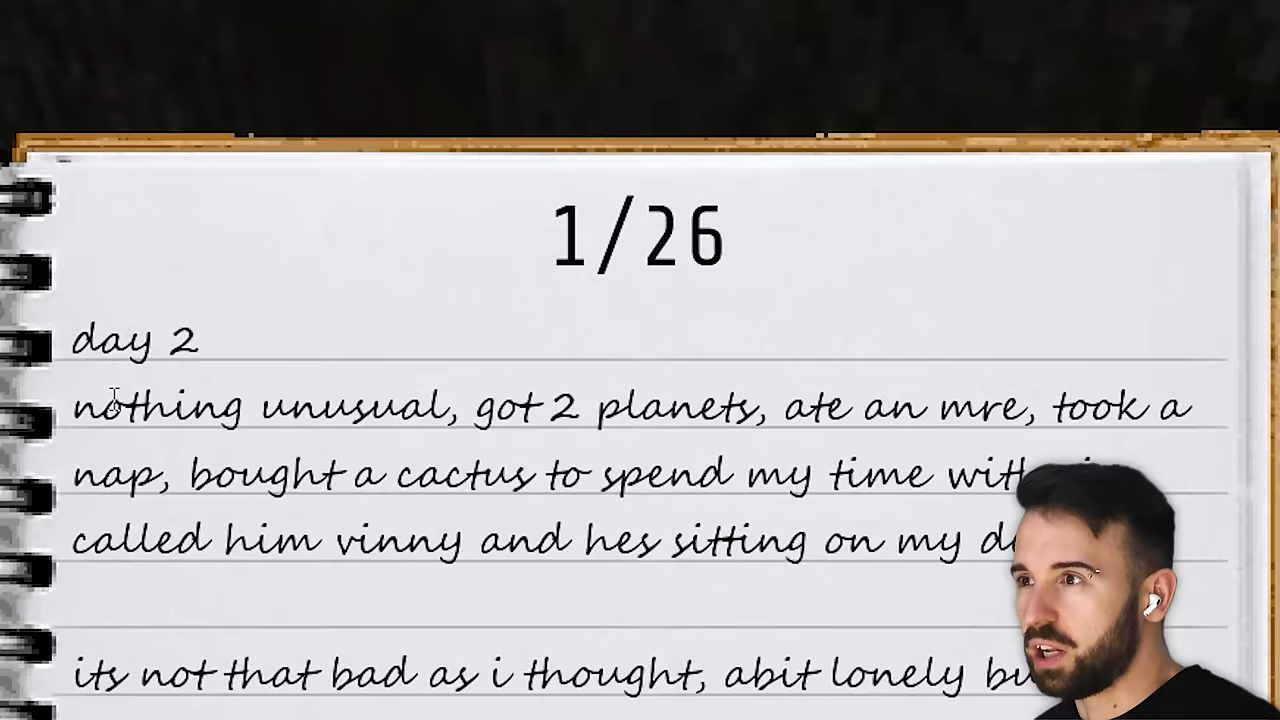 1/26
day 2
nothing unusual, got 2 planets, ate an mre, took a
nap, bought a cactus to spend my time with
called him vinny and hes sitting on my
its not that bad as i thought, abit lonely